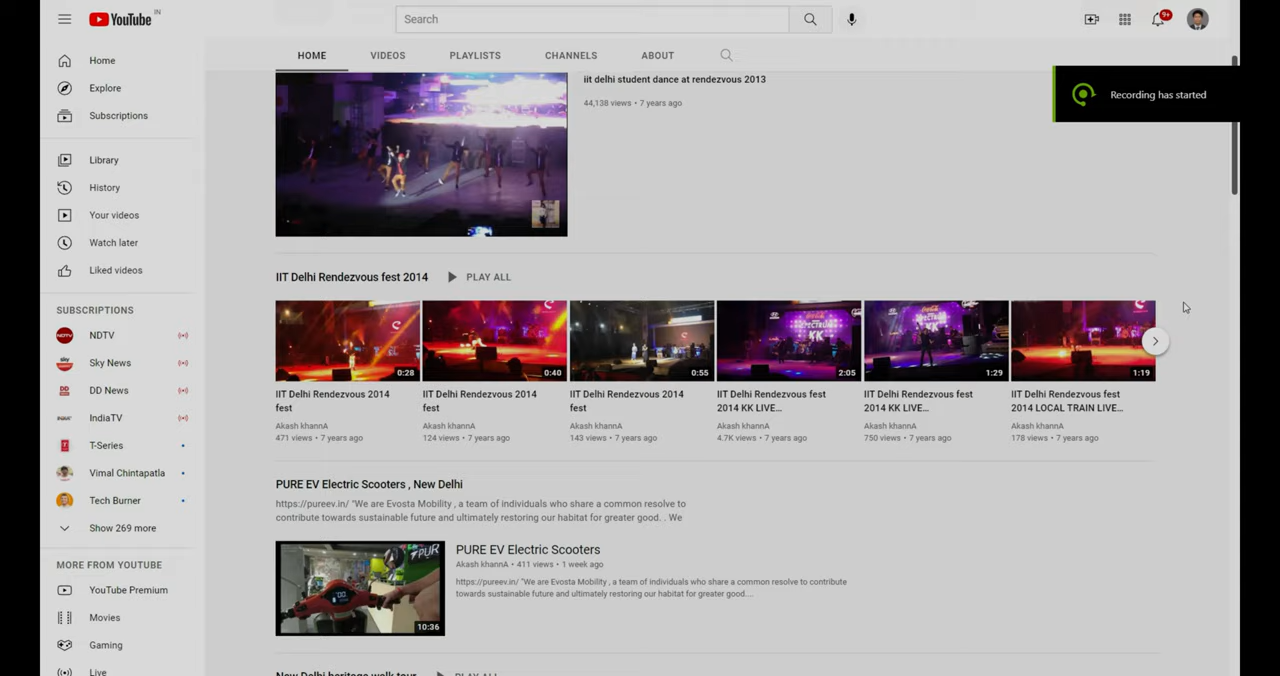 YouTube IN
Search
9+
Home
Explore
Subscriptions
Library
History
Your videos
Watch later
Liked videos
SUBSCRIPTIONS
NDTV
Sky News
DD News
IndiaTV
T-Series
Vimal Chintapatla
Tech Burner
Show 269 more
MORE FROM YOUTUBE
YouTube Premium
Movies
Gaming
Live
HOME VIDEOS PLAYLISTS CHANNELS ABOUT
Recording has started
iit delhi student dance at rendezvous 2013
44,138 views • 7 years ago
IIT Delhi Rendezvous fest 2014 PLAY ALL
0:28
IIT Delhi Rendezvous 2014
fest
Akash khannA
471 views • 7 years ago
0:40
IIT Delhi Rendezvous 2014
fest
Akash khannA
124 views • 7 years ago
0:55
IIT Delhi Rendezvous 2014
fest
Akash khannA
143 views • 7 years ago
KK
2:05
IIT Delhi Rendezvous fest
2014 KK LIVE...
Akash khannA
4.7K views • 7 years ago
KK
1:29
IIT Delhi Rendezvous fest
2014 KK LIVE...
Akash khannA
750 views • 7 years ago
1:19
IIT Delhi Rendezvous fest
2014 LOCAL TRAIN LIVE...
Akash khannA
178 views • 7 years ago
PURE EV Electric Scooters , New Delhi
https://pureev.in/ "We are Evosta Mobility , a team of individuals who share a common resolve to
contribute towards sustainable future and ultimately restoring our habitat for greater good. . We
10:36
PURE EV Electric Scooters
Akash khannA • 411 views • 1 week ago
https://pureev.in/ "We are Evosta Mobility , a team of individuals who share a common resolve to contribute
towards sustainable future and ultimately restoring our habitat for greater good....
New Delhi heritage walk tour PLAY ALL